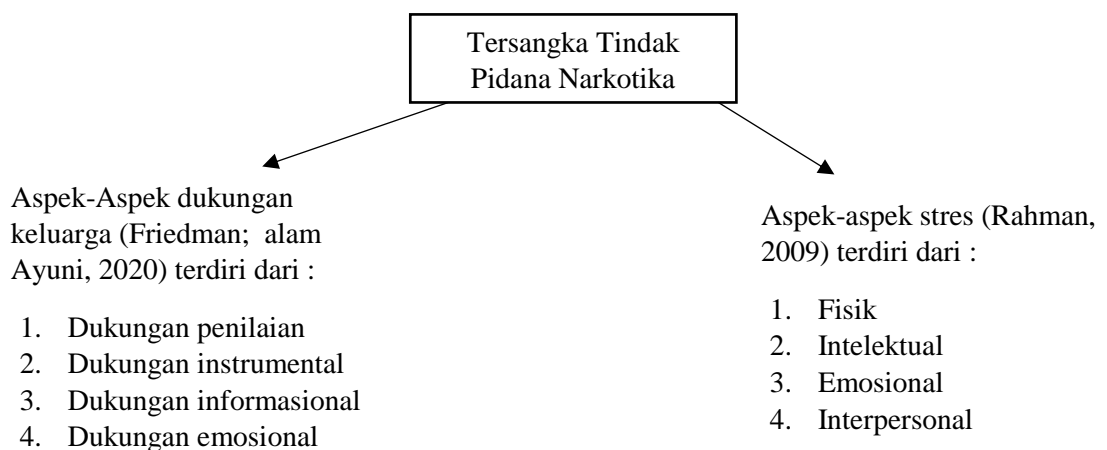 Tersangka Tindak
Pidana Narkotika
Aspek-Aspek dukungan
keluarga (Friedman; alam
Ayuni, 2020) terdiri dari :
1. Dukungan penilaian
2. Dukungan instrumental
3. Dukungan informasional
4. Dukungan emosional
Aspek-aspek stres (Rahman,
2009) terdiri dari :
1. Fisik
2. Intelektual
3. Emosional
4. Interpersonal